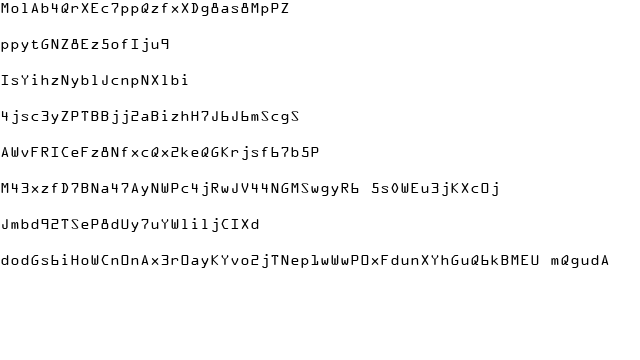 MolAb4QrXEc7ppQzfxXDg8as8MpPZ
ppytGNZ8Ez5ofIju9
IsYihzNyblJcnpNXlbi
4jsc3yZPTBBjj2aBizhH7J6J6mScgS
AWvFRICeFz8NfxcQx2keQGKrjsf67b5P
M43xzfD7BNa47AyNWPc4jRwJV44NGMSwgyR6 5s0WEu3jKXcOj
Jmbd92TSeP8dUy7uYWliljCIXd
dodGs6iHoWCnOnAx3rOayKYvo2jTNep1wWwPOxFdunXYhGuQ6kBMEU mQgudA